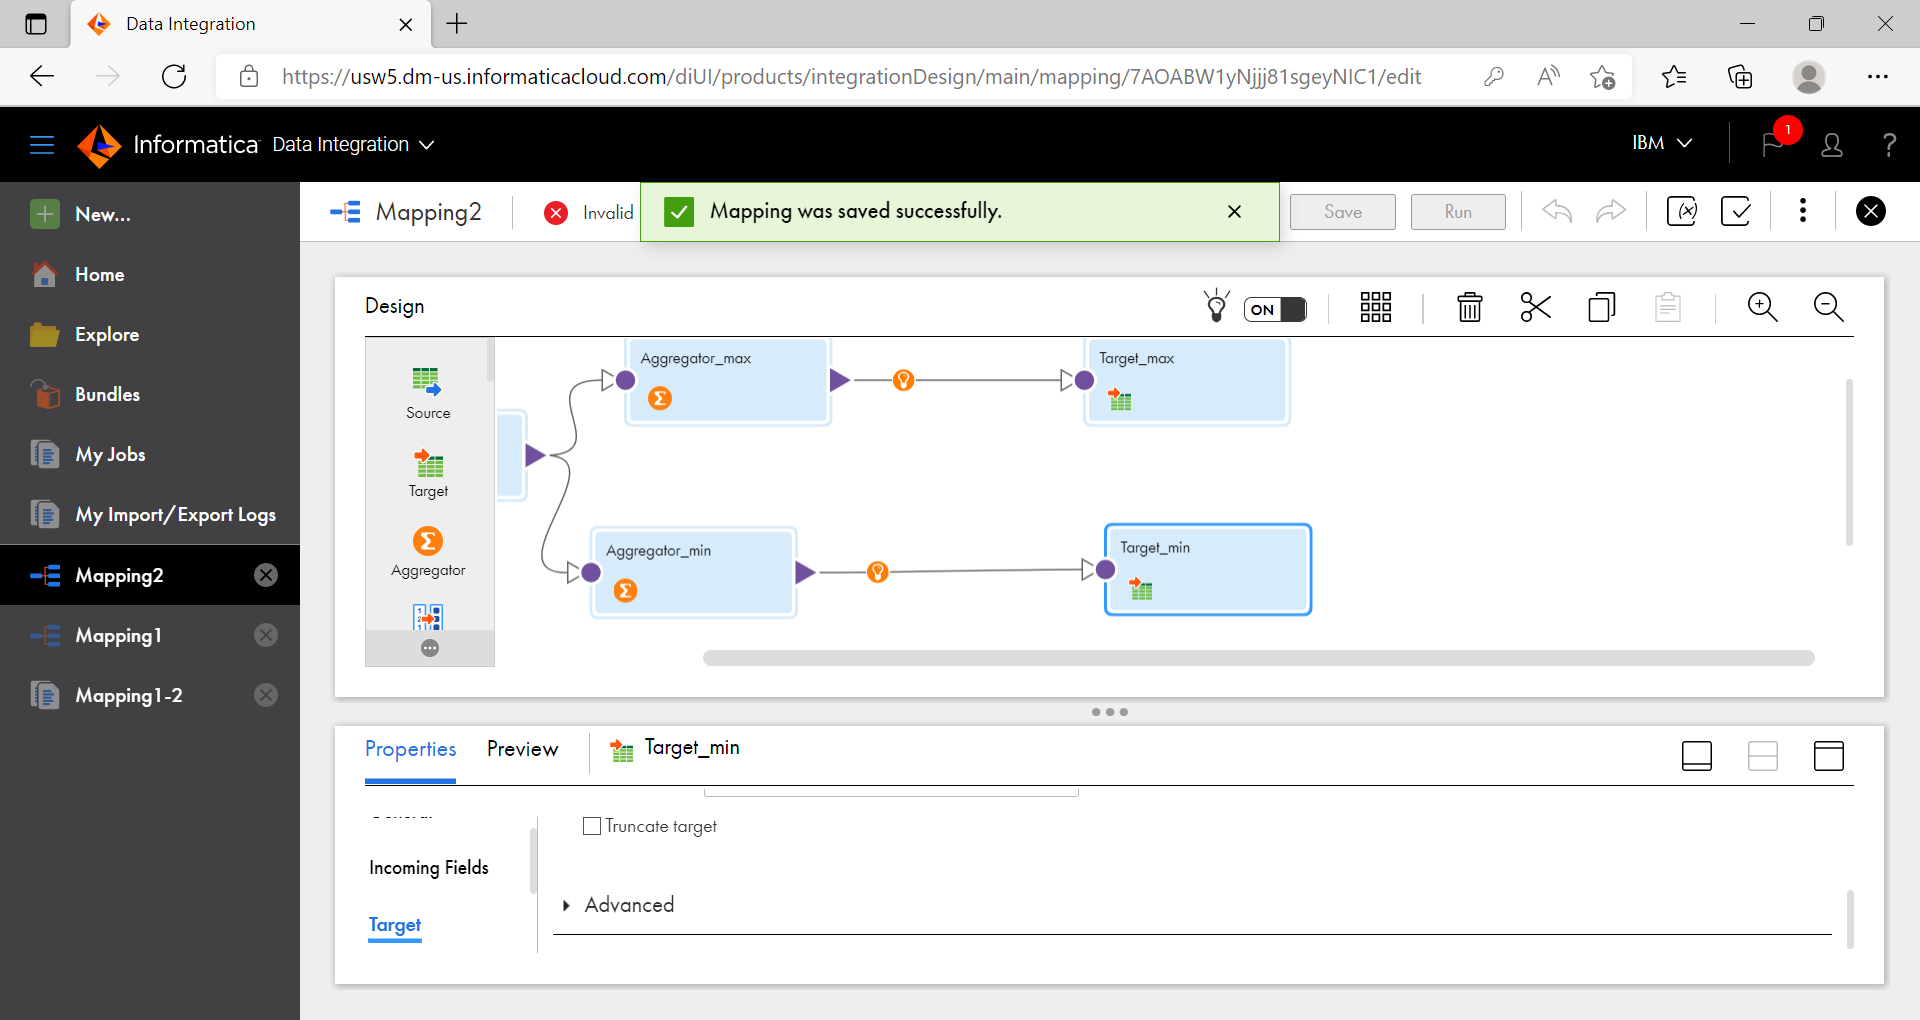 Data Integration
https://usw5.dm-us.informaticacloud.com/diUI/products/integrationDesign/main/mapping/7AOABW1yNjjj81sgeyNIC1/edit
Informatica Data Integration
IBM
1
?
New...
Home
Explore
Bundles
My Jobs
My Import/Export Logs
Mapping2
Mapping1
Mapping1-2
Mapping2
Invalid
Mapping was saved successfully.
Save
Run
Design
ON
Source
Target
Aggregator
Aggregator_max
Target_max
Aggregator_min
Target_min
Properties
Preview
Target_min
Truncate target
Incoming Fields
Advanced
Target